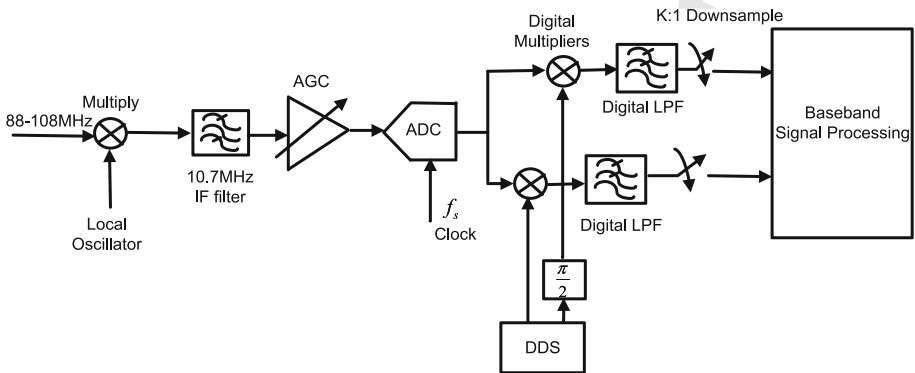 K:1 Downsample
Digital
Multipliers
AGC
Multiply
88-108MHz
ADC
Digital LPF
Baseband
Signal Processing
10.7MHz
IF filter
f_s
Clock
Local
Oscillator
Digital LPF
π
2
DDS